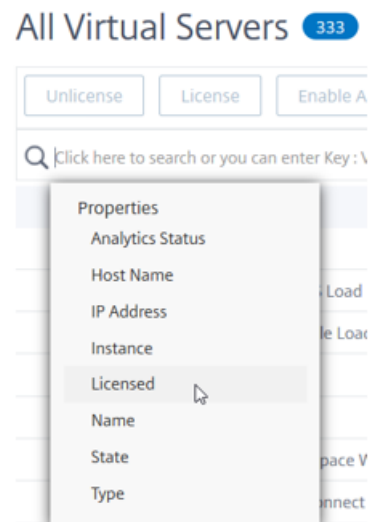 All Virtual Servers 333
Unlicense License Enable A
Click here to search or you can enter Key : V
Properties
Analytics Status
Host Name
IP Address
Instance
Load
Licensed
le Load
Name
State
pace W
Type
nnect